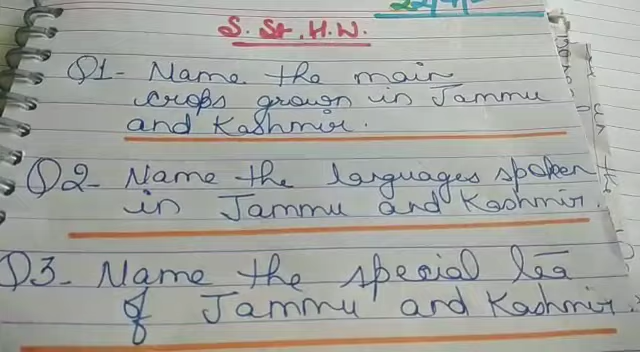 S. St. H.W.
Q1- Name the main
crops grown in Jammu
and Kashmir.
Q2- Name the languages spoken
in Jammu and Kashmir.
Q3- Name the special tea
of Jammu and Kashmir.